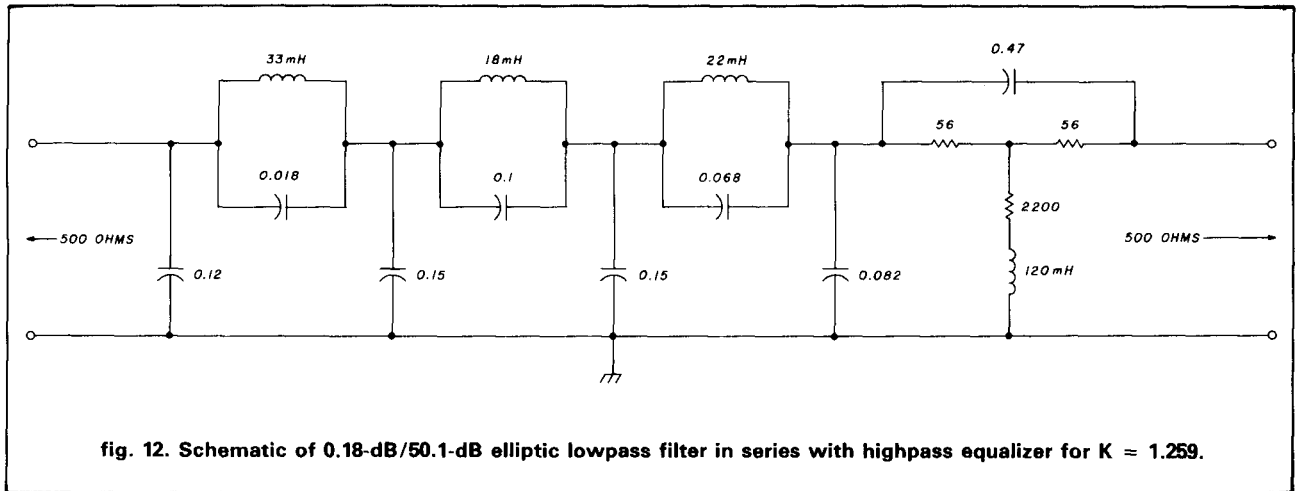 33mH
18mH
22mH
0.47
56
56
0.018
0.1
0.068
2200
500 OHMS
500 OHMS
0.12
0.15
0.15
0.082
120mH
fig. 12. Schematic of 0.18-dB/50.1-dB elliptic lowpass filter in series with highpass equalizer for K = 1.259.